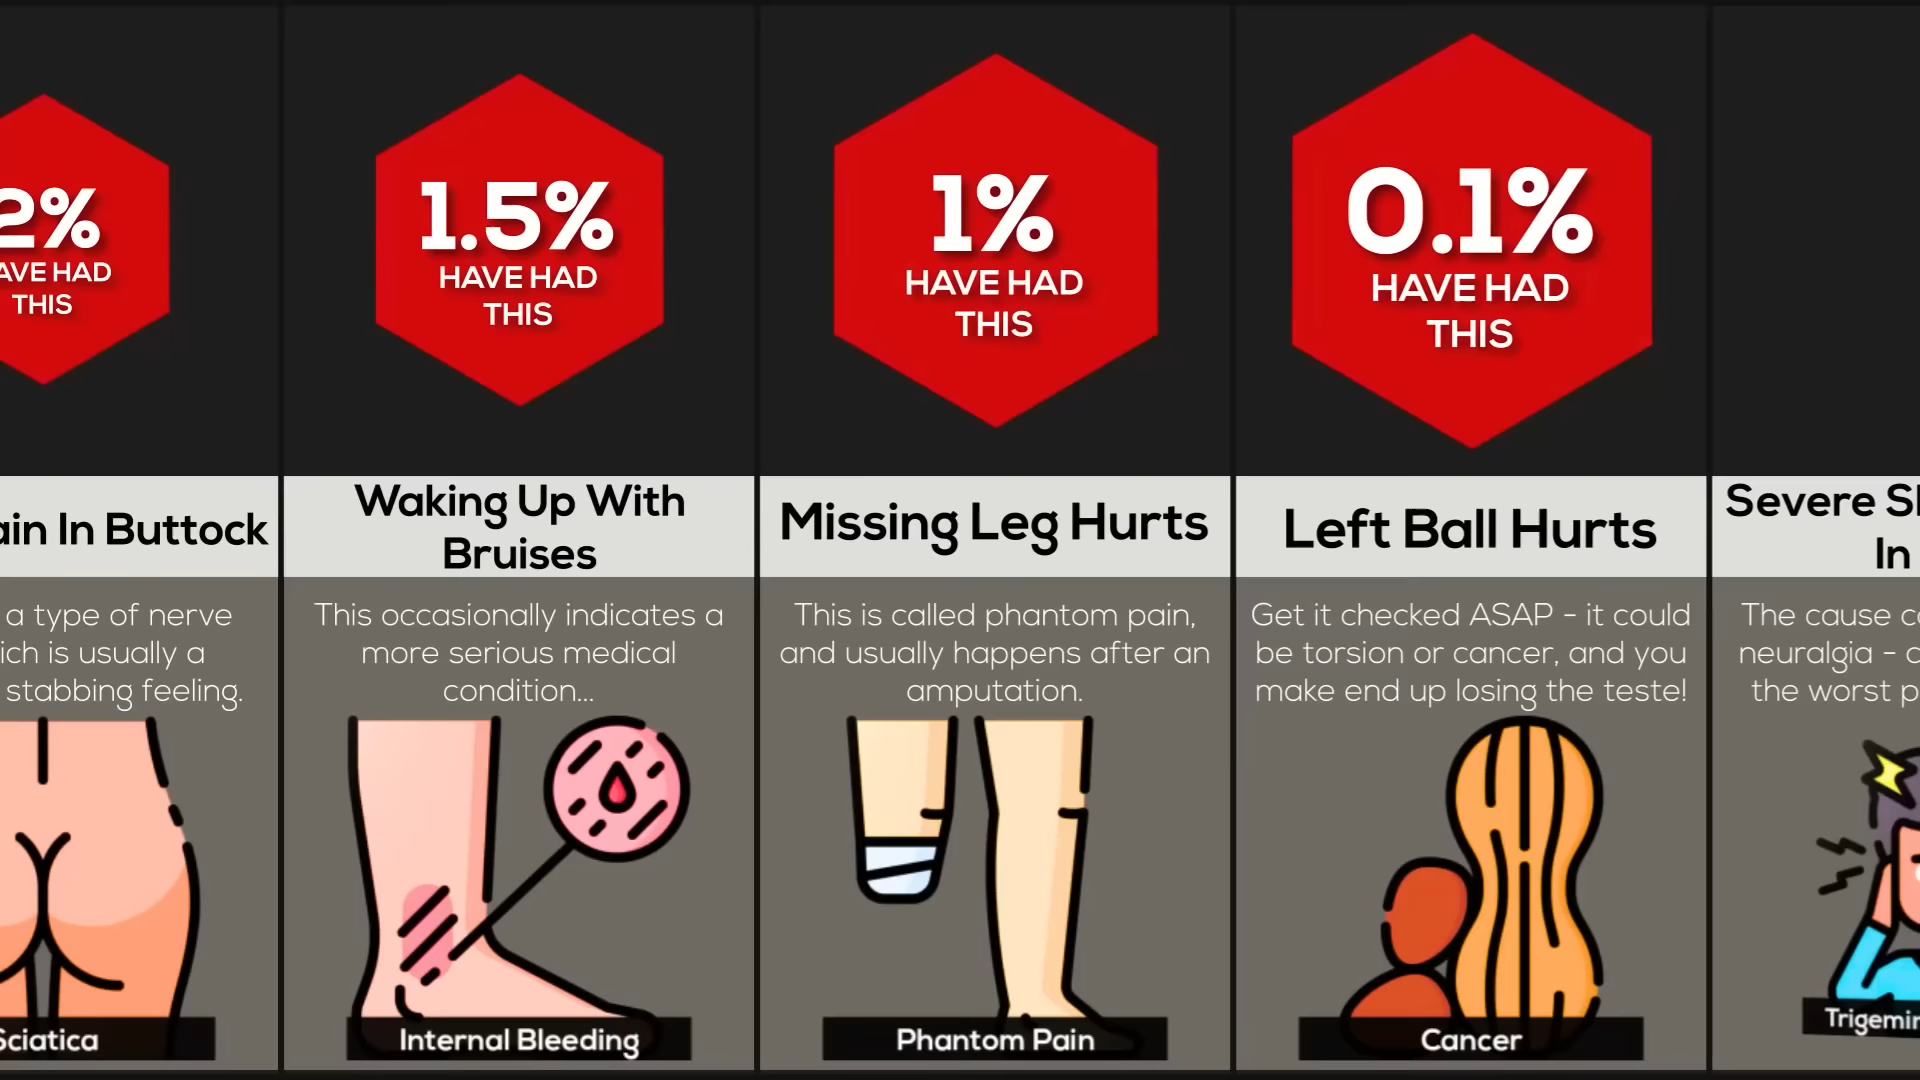 2%
AVE HAD
THIS
ain In Buttock
a type of nerve
ich is usually a
stabbing feeling.
Sciatica
1.5%
HAVE HAD
THIS
Waking Up With
Bruises
This occasionally indicates a
more serious medical
condition...
Internal Bleeding
1%
HAVE HAD
THIS
Missing Leg Hurts
This is called phantom pain,
and usually happens after an
amputation.
Phantom Pain
0.1%
HAVE HAD
THIS
Left Ball Hurts
Get it checked ASAP - it could
be torsion or cancer, and you
make end up losing the teste!
Cancer
Severe
In
The cause
neuralgia -
the worst
Trigemin